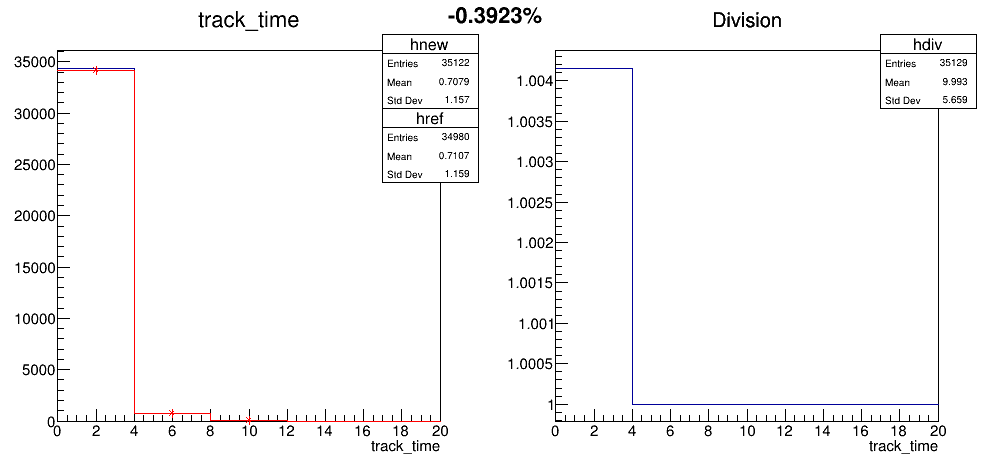 -0.3923%
track_time
hnew
Entries 35122
Mean 0.7079
Std Dev 1.157
href
Entries 34980
Mean 0.7107
Std Dev 1.159
35000
30000
25000
20000
15000
10000
5000
0
0 2 4 6 8 10 12 14 16 18 20
track_time
Division
hdiv
Entries 35129
Mean 9.993
Std Dev 5.659
1.004
1.0035
1.003
1.0025
1.002
1.0015
1.001
1.0005
1
0 2 4 6 8 10 12 14 16 18 20
track_time